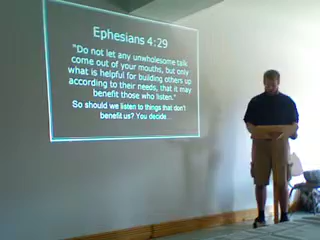 Ephesians 4:29
"Do not let any unwholesome talk
come out of your mouths, but only
what is helpful for building others up
according to their needs, that it may
benefit those who listen."
So should we listen to things that don't
benefit us? You decide...